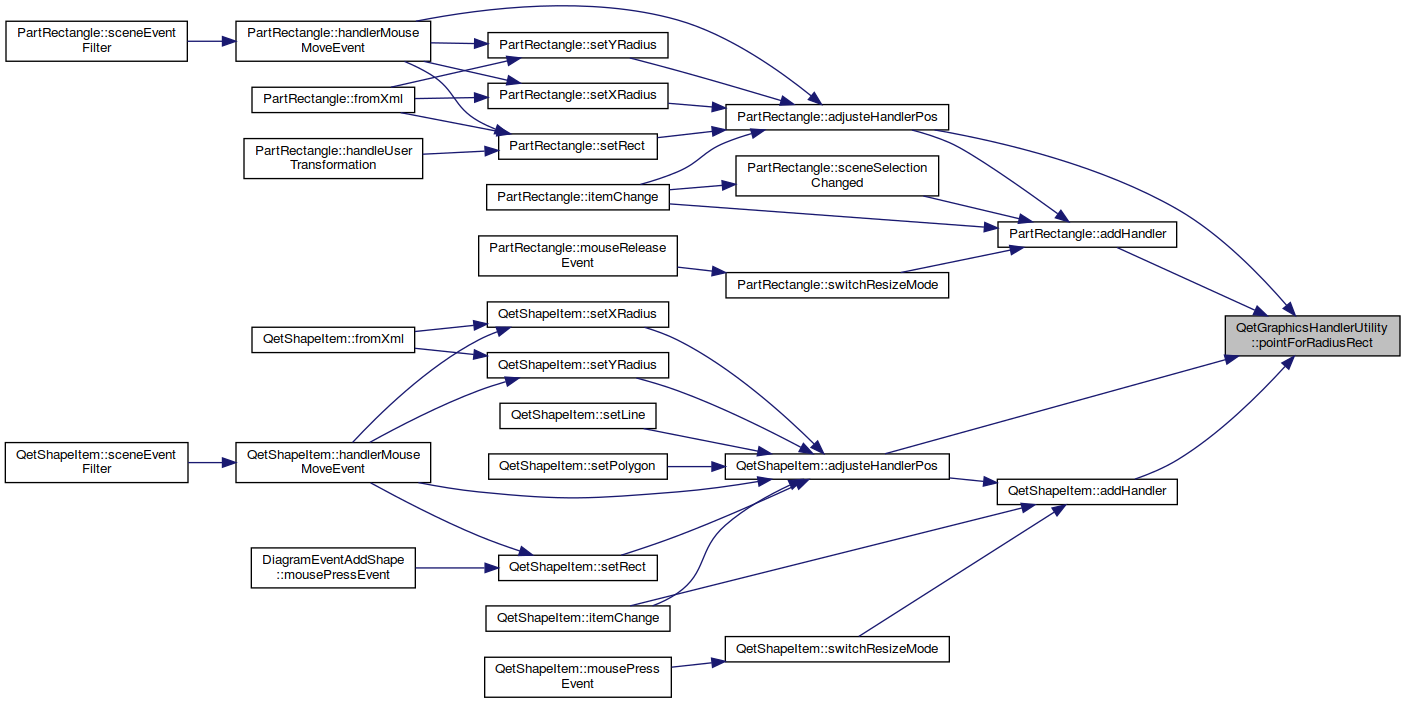 PartRectangle::sceneEvent
Filter
PartRectangle::handlerMouse
MoveEvent
PartRectangle::setYRadius
PartRectangle::fromXml
PartRectangle::setXRadius
PartRectangle::adjusteHandlerPos
PartRectangle::handleUser
Transformation
PartRectangle::setRect
PartRectangle::sceneSelection
Changed
PartRectangle::itemChange
PartRectangle::addHandler
PartRectangle::mouseRelease
Event
PartRectangle::switchResizeMode
QetShapeItem::setXRadius
QetGraphicsHandlerUtility
::pointForRadiusRect
QetShapeItem::fromXml
QetShapeItem::setYRadius
QetShapeItem::setLine
QetShapeItem::sceneEvent
Filter
QetShapeItem::handlerMouse
MoveEvent
QetShapeItem::setPolygon
QetShapeItem::adjusteHandlerPos
QetShapeItem::addHandler
DiagramEventAddShape
::mousePressEvent
QetShapeItem::setRect
QetShapeItem::itemChange
QetShapeItem::switchResizeMode
QetShapeItem::mousePress
Event